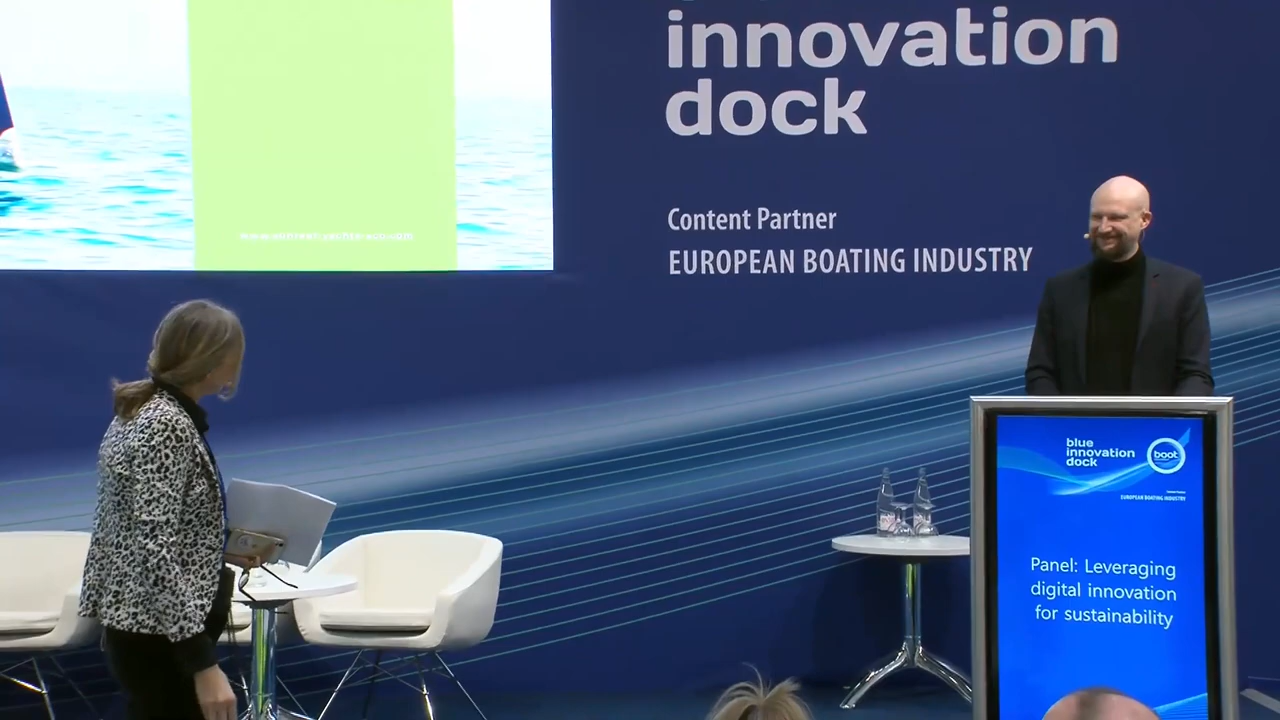 innovation
dock
Content Partner
EUROPEAN BOATING INDUSTRY
blue
innovation
dock
boot
EUROPEAN BOATING INDUSTRY
Panel: Leveraging
digital innovation
for sustainability